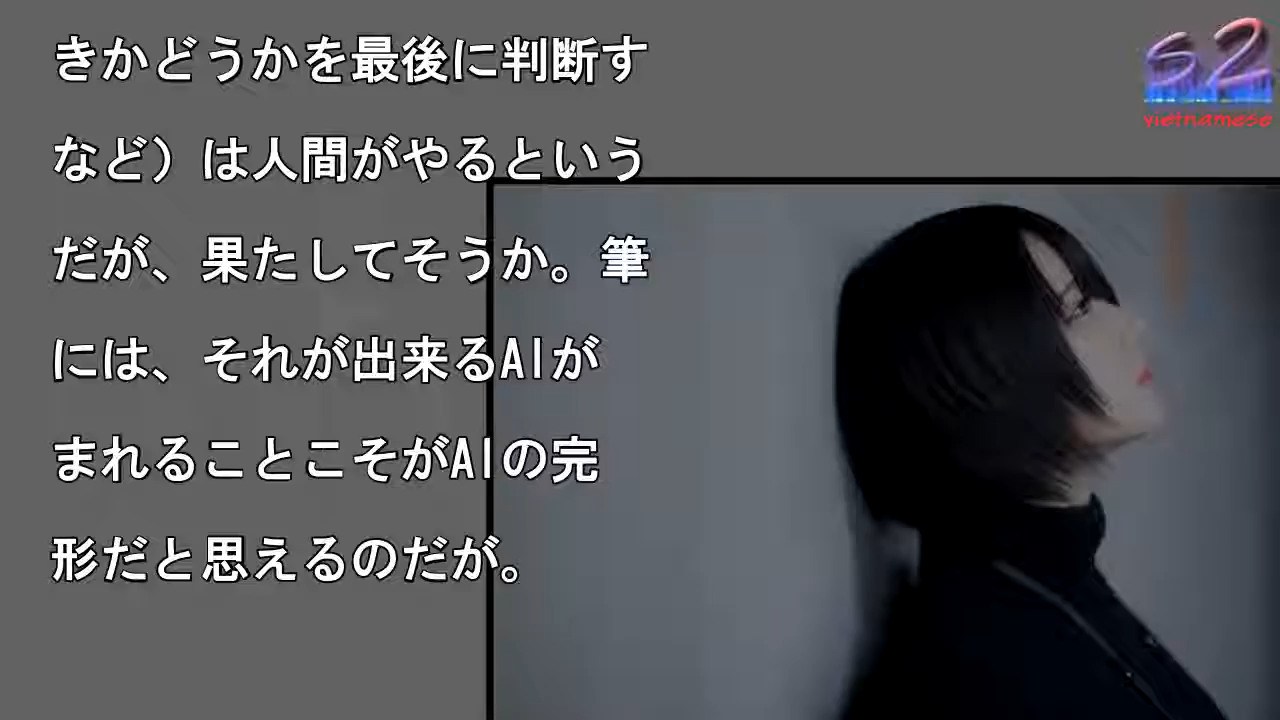 きかどうかを最後に判断す
など）は人間がやるという
だが、果たしてそうか。筆
には、それが出来るAIが
まれることこそがAIの完
形だと思えるのだが。
S2
vietnamese